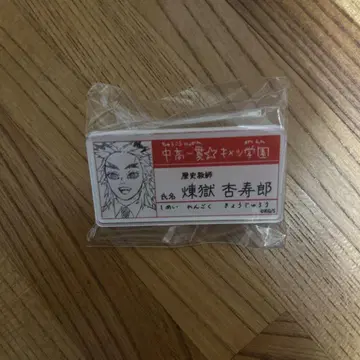 中高一貫☆キメツ学園
歴史教師
氏名 煉獄 杏寿郎
しめい れんごく きょうじゅろう